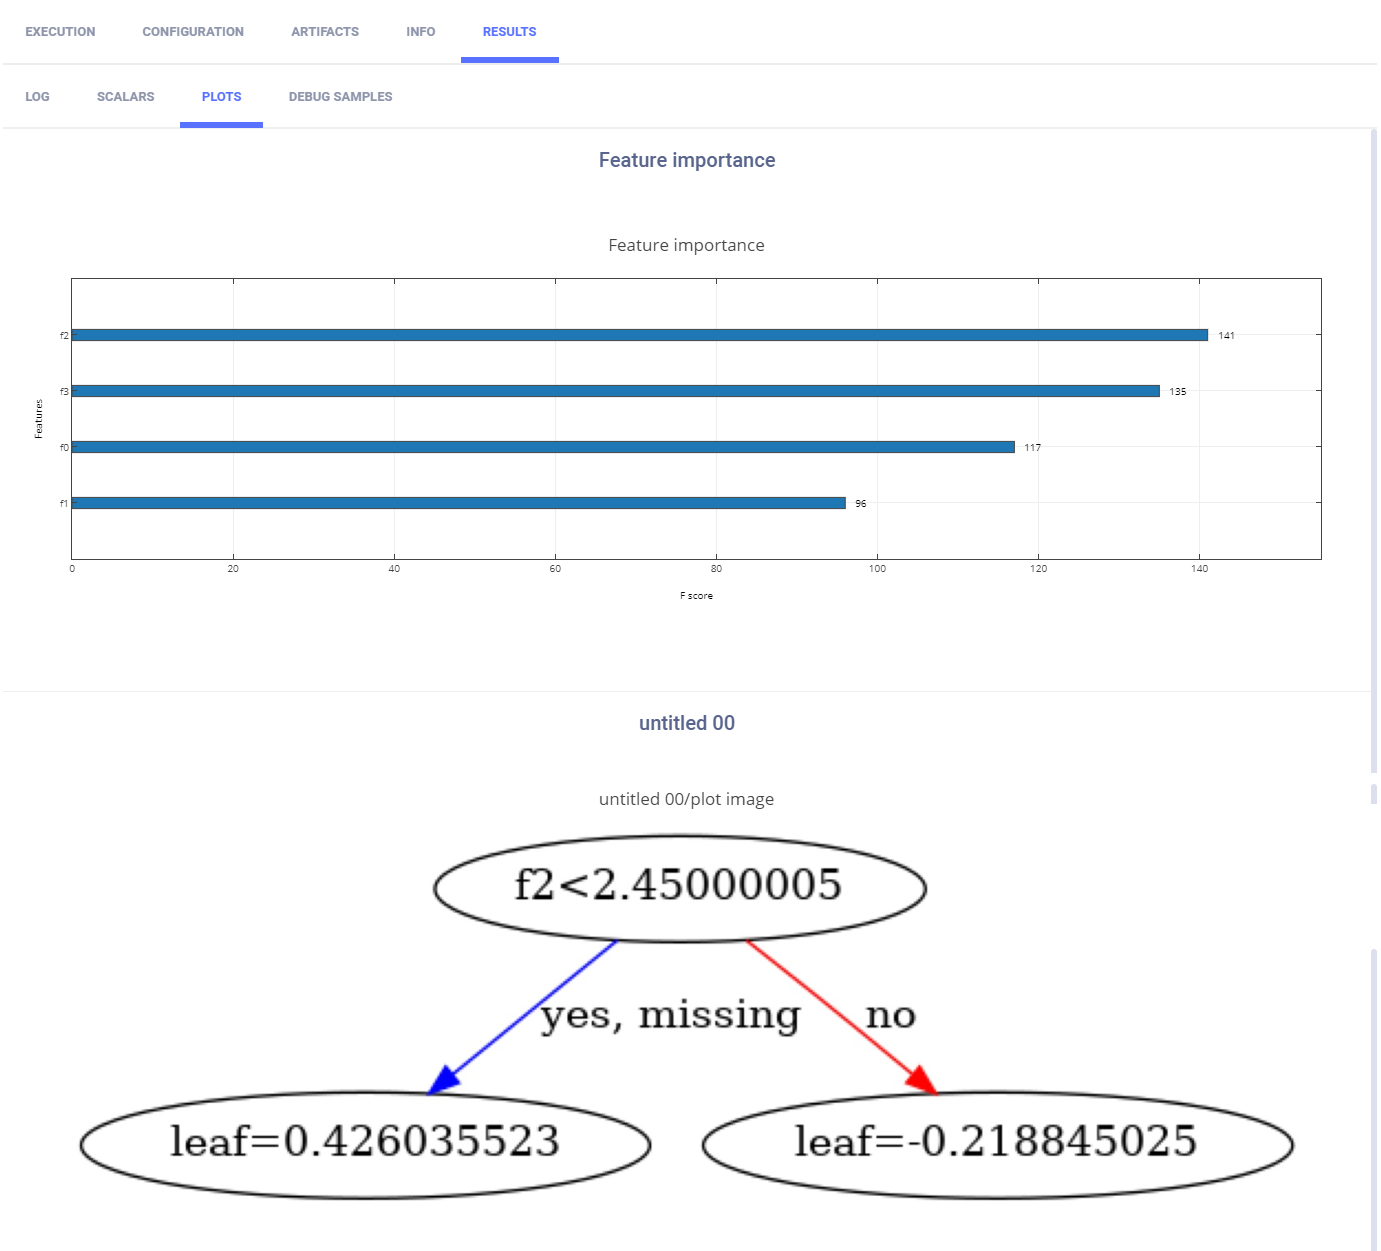 EXECUTION CONFIGURATION ARTIFACTS INFO RESULTS
LOG SCALARS PLOTS DEBUG SAMPLES
Feature importance
Feature importance
Features
f2 141
f3 135
f0 117
f1 96
0 20 40 60 80 100 120 140
F score
untitled 00
untitled 00/plot image
f2<2.45000005
yes, missing no
leaf=0.426035523 leaf=-0.218845025